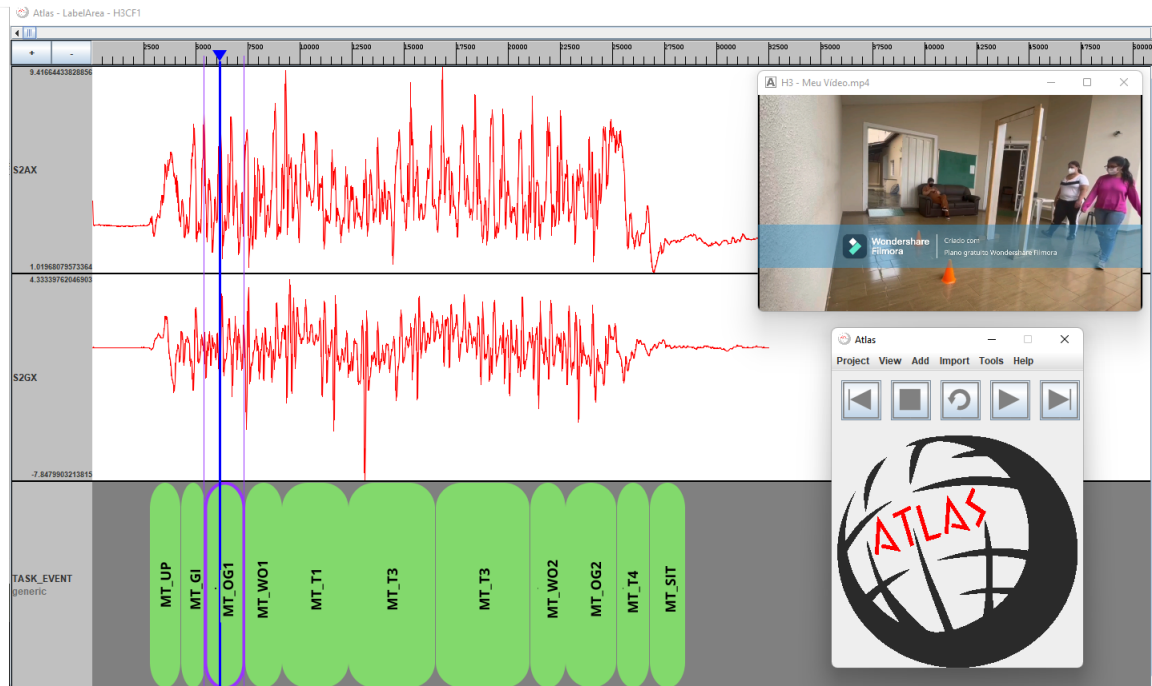 Atlas - LabelArea - H3CF1
+ -
2500 5000 7500 10000 12500 15000 17500 20000 22500 25000 27500 30000 32500 35000 37500 40000 42500 45000 47500 50000
9.41664433828856
S2AX
1.01968079573364
4.33339762046903
S2GX
-7.8479903213815
TASK_EVENT
generic
MT_UP
MT_GI
MT_OG1
MT_WO1
MT_T1
MT_T3
MT_T3
MT_WO2
MT_OG2
MT_T4
MT_SIT
A H3 - Meu Vídeo.mp4
Wondershare
Filmora
Criado com
Plano gratuito Wondershare Filmora
Atlas
Project View Add Import Tools Help
ATLAS